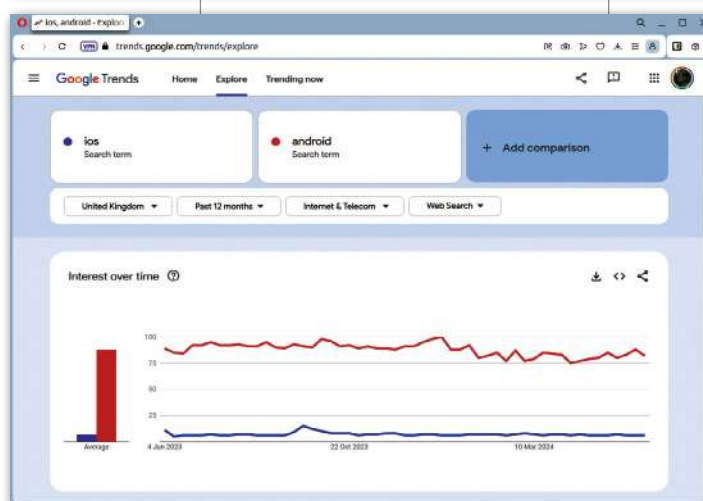 ios, android - Explo
VPN trends.google.com/trends/explore
Google Trends Home Explore Trending now
ios
Search term
android
Search term
+ Add comparison
United Kingdom Past 12 months Internet & Telecom Web Search
Interest over time
100
75
50
25
Average 4 Jun 2023 22 Oct 2023 10 Mar 2024